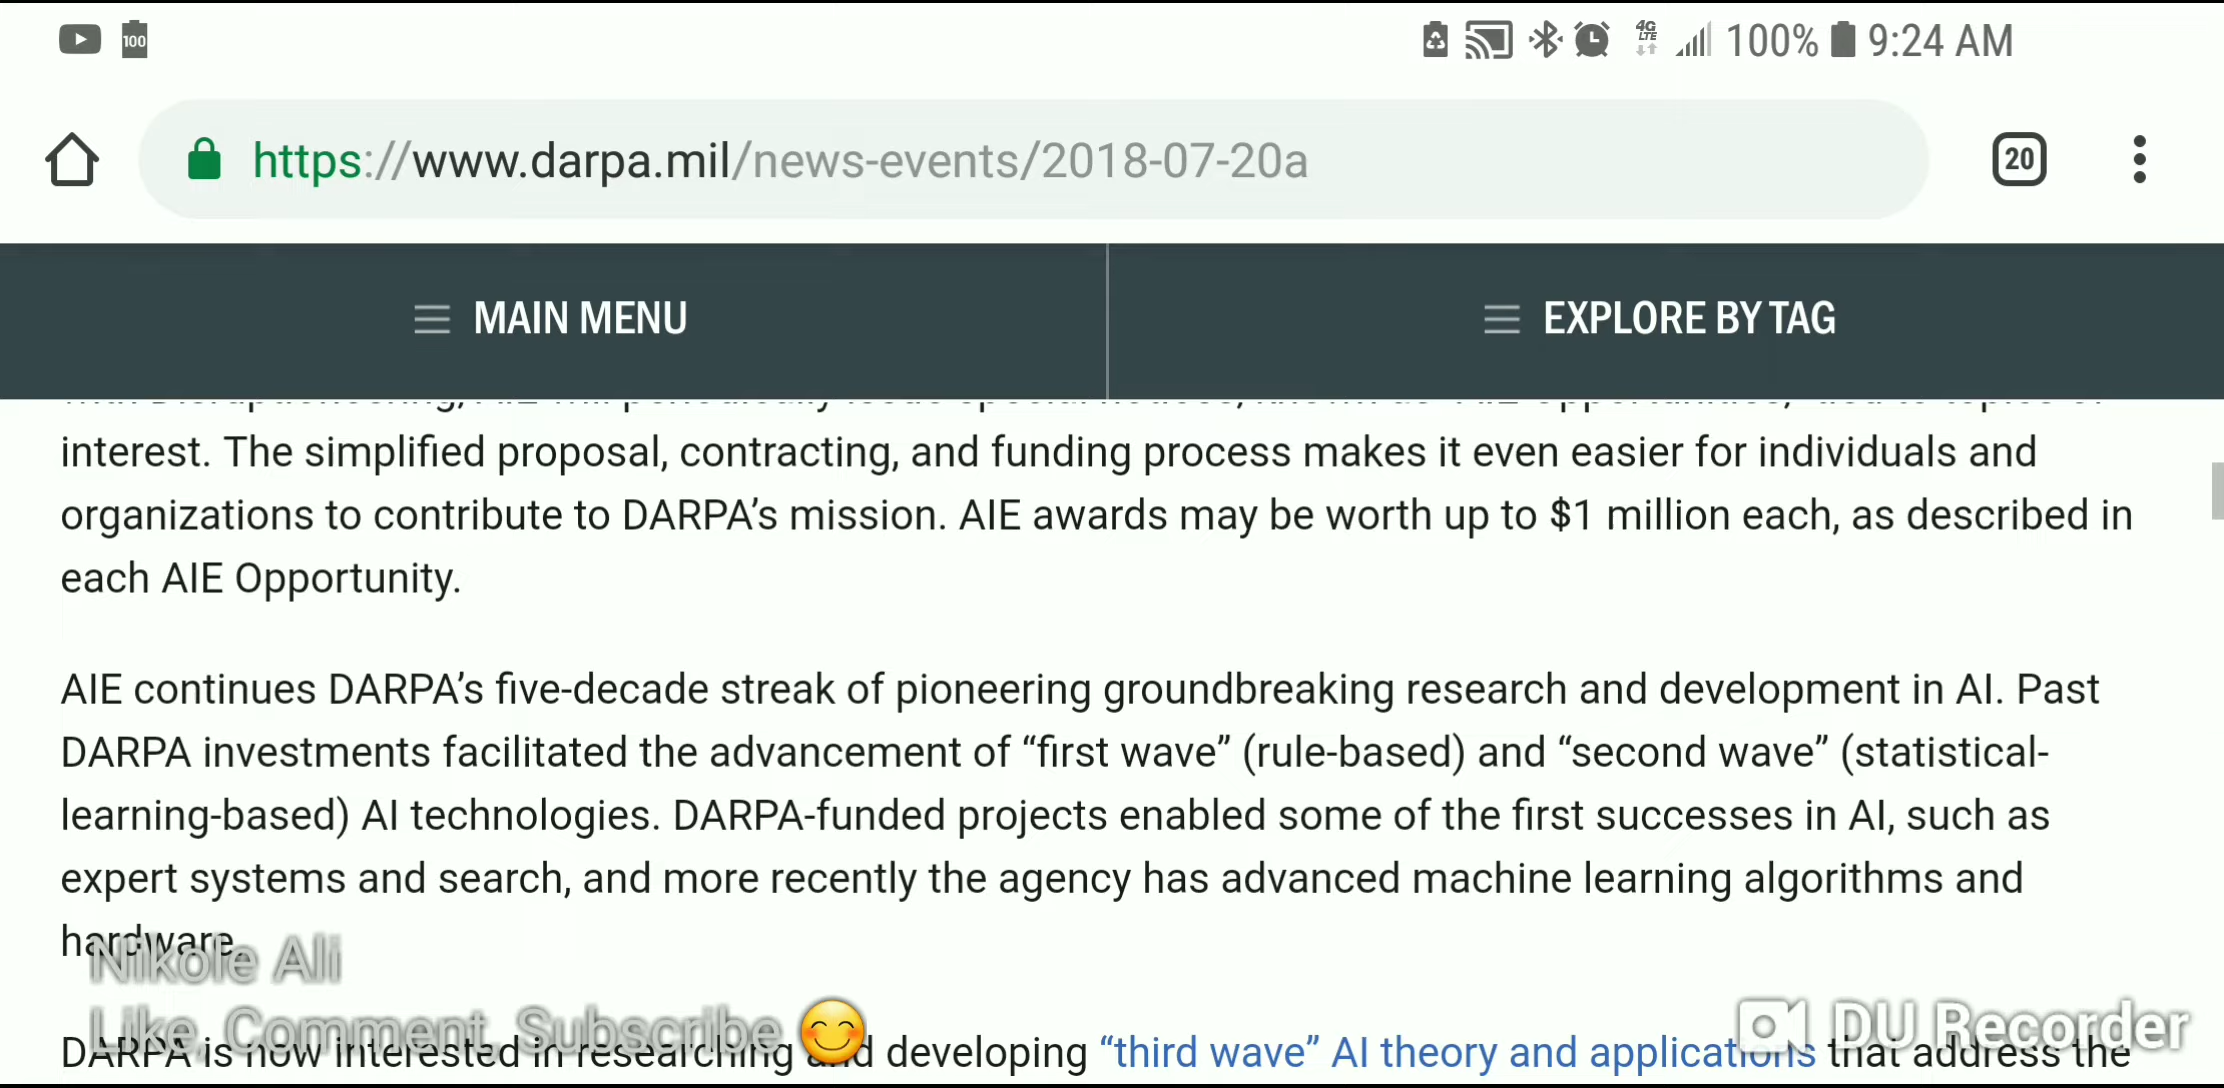 100
4G
LTE
100%
9:24 AM
https://www.darpa.mil/news-events/2018-07-20a
20
MAIN MENU
EXPLORE BY TAG
interest. The simplified proposal, contracting, and funding process makes it even easier for individuals and
organizations to contribute to DARPA’s mission. AIE awards may be worth up to $1 million each, as described in
each AIE Opportunity.
AIE continues DARPA’s five-decade streak of pioneering groundbreaking research and development in AI. Past
DARPA investments facilitated the advancement of “first wave” (rule-based) and “second wave” (statistical-
learning-based) AI technologies. DARPA-funded projects enabled some of the first successes in AI, such as
expert systems and search, and more recently the agency has advanced machine learning algorithms and
hardware.
Nikole Ali
Like, Comment, Subscribe 😊
DU Recorder
DARPA is now interested in researching and developing “third wave” AI theory and applications that address the